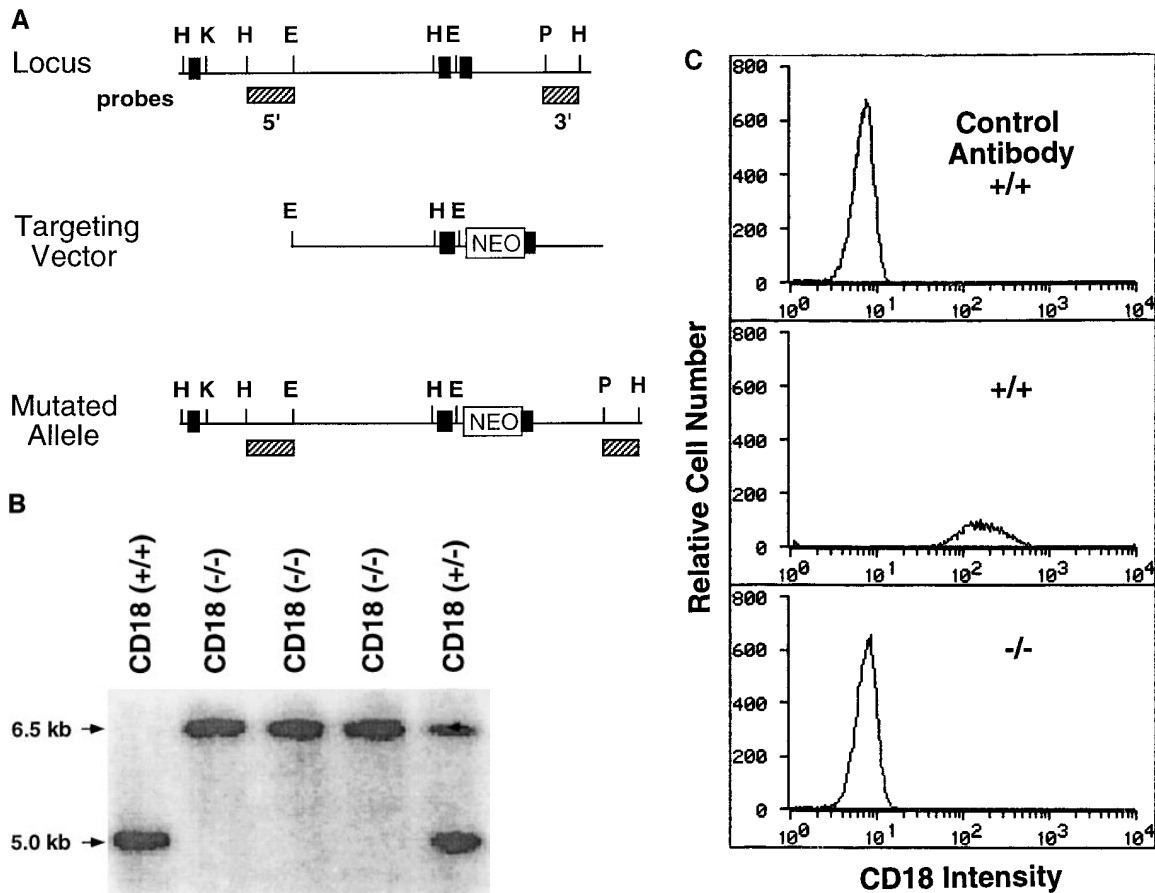 A
H K H E H E P H
Locus
probes
5' 3'
E H E
Targeting
Vector
NEO
H K H E H E P H
Mutated
Allele
NEO
B
CD18 (+/+)
CD18 (-/-)
CD18 (-/-)
CD18 (-/-)
CD18 (+/-)
6.5 kb
5.0 kb
C
Relative Cell Number
800
600
400
200
0
Control
Antibody
+/+
10^0 10^1 10^2 10^3 10^4
800
600
400
200
0
+/+
10^0 10^1 10^2 10^3 10^4
800
600
400
200
0
-/-
10^0 10^1 10^2 10^3 10^4
CD18 Intensity